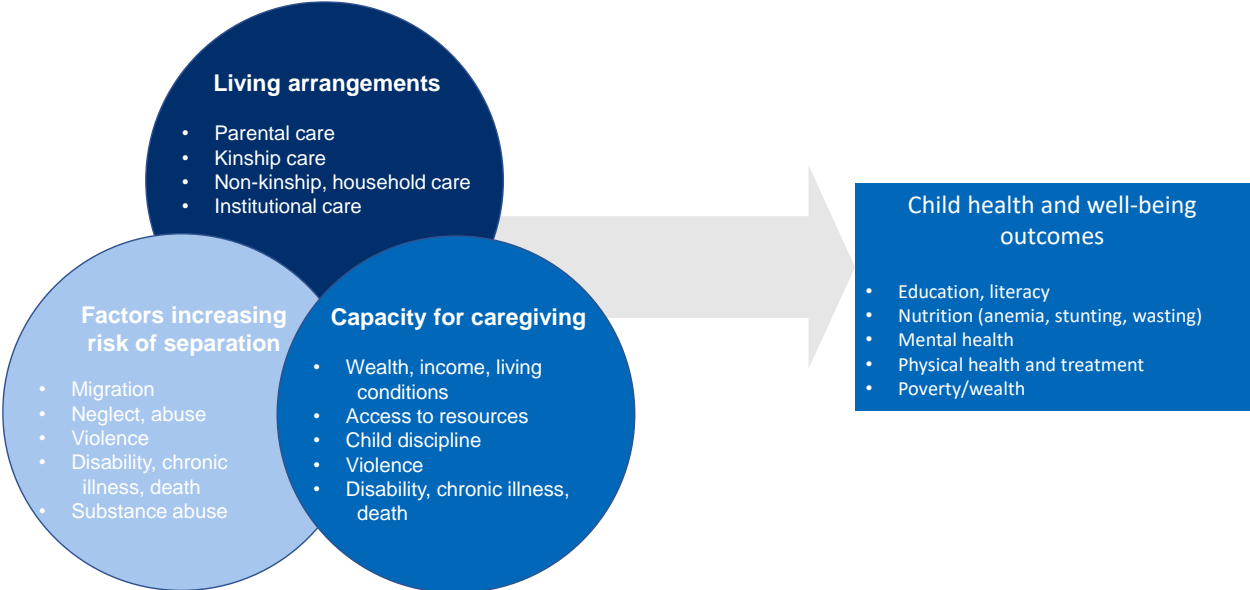 Living arrangements
• Parental care
• Kinship care
• Non-kinship, household care
• Institutional care
Factors increasing
risk of separation
• Migration
• Neglect, abuse
• Violence
• Disability, chronic
illness, death
• Substance abuse
Capacity for caregiving
• Wealth, income, living
conditions
• Access to resources
• Child discipline
• Violence
• Disability, chronic illness,
death
Child health and well-being
outcomes
• Education, literacy
• Nutrition (anemia, stunting, wasting)
• Mental health
• Physical health and treatment
• Poverty/wealth